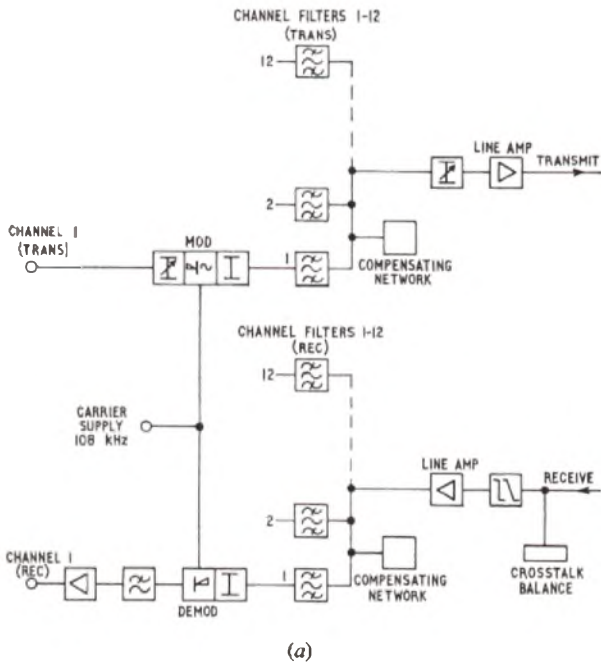 CHANNEL FILTERS 1-12
(TRANS)
12
LINE AMP
TRANSMIT
2
CHANNEL 1
(TRANS)
MOD
1
COMPENSATING
NETWORK
CHANNEL FILTERS 1-12
(REC)
12
CARRIER
SUPPLY
108 kHz
LINE AMP
RECEIVE
2
CHANNEL 1
(REC)
1
COMPENSATING
NETWORK
CROSSTALK
BALANCE
DEMOD
(a)